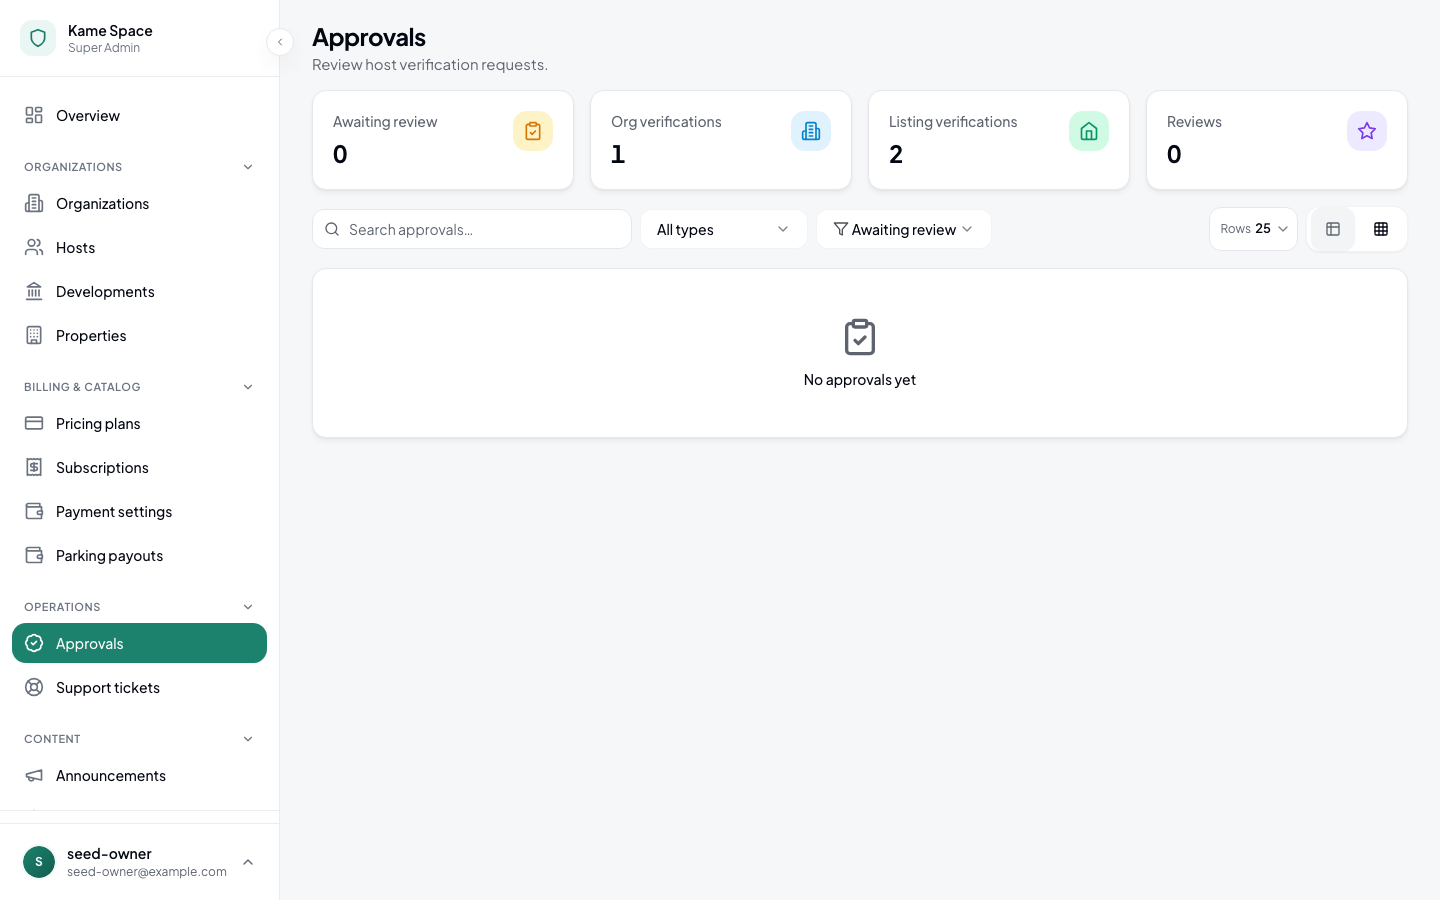 Kame Space
Super Admin
Overview
ORGANIZATIONS
Organizations
Hosts
Developments
Properties
BILLING & CATALOG
Pricing plans
Subscriptions
Payment settings
Parking payouts
OPERATIONS
Approvals
Support tickets
CONTENT
Announcements
S
seed-owner
seed-owner@example.com
Approvals
Review host verification requests.
Awaiting review
0
Org verifications
1
Listing verifications
2
Reviews
0
Search approvals...
All types
Awaiting review
Rows 25
No approvals yet